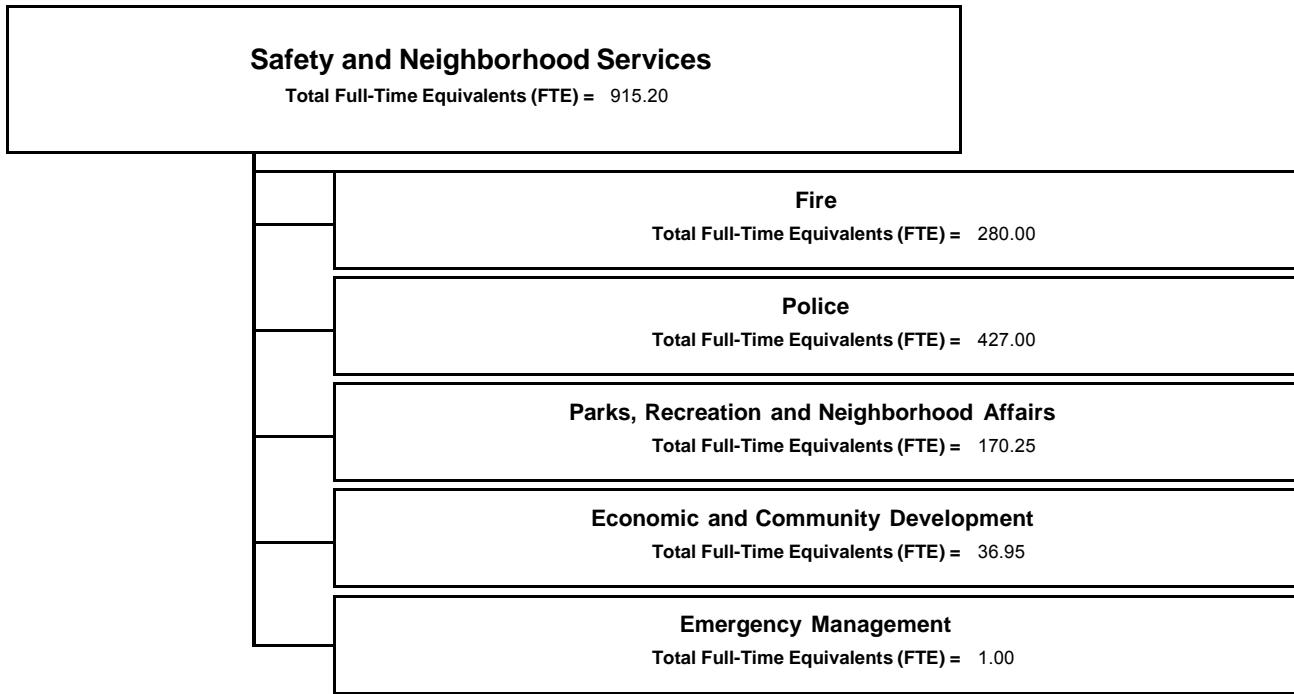 Safety and Neighborhood Services
Total Full-Time Equivalents (FTE) = 915.20
Fire
Total Full-Time Equivalents (FTE) = 280.00
Police
Total Full-Time Equivalents (FTE) = 427.00
Parks, Recreation and Neighborhood Affairs
Total Full-Time Equivalents (FTE) = 170.25
Economic and Community Development
Total Full-Time Equivalents (FTE) = 36.95
Emergency Management
Total Full-Time Equivalents (FTE) = 1.00